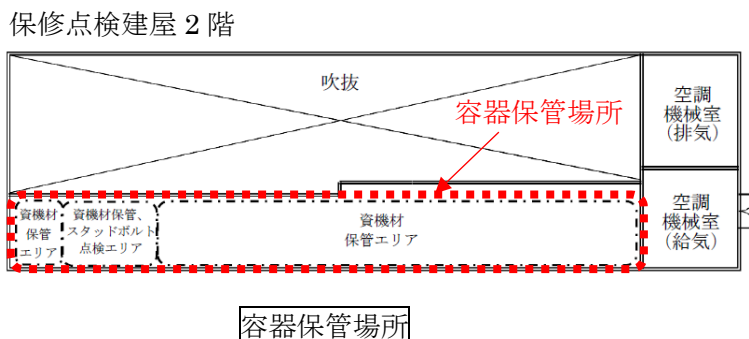 保修点検建屋 2 階
吹抜
容器保管場所
空調
機械室
（排気）
資機材
保管
エリア
資機材保管、
スタッドボルト
点検エリア
資機材
保管エリア
空調
機械室
（給気）
容器保管場所